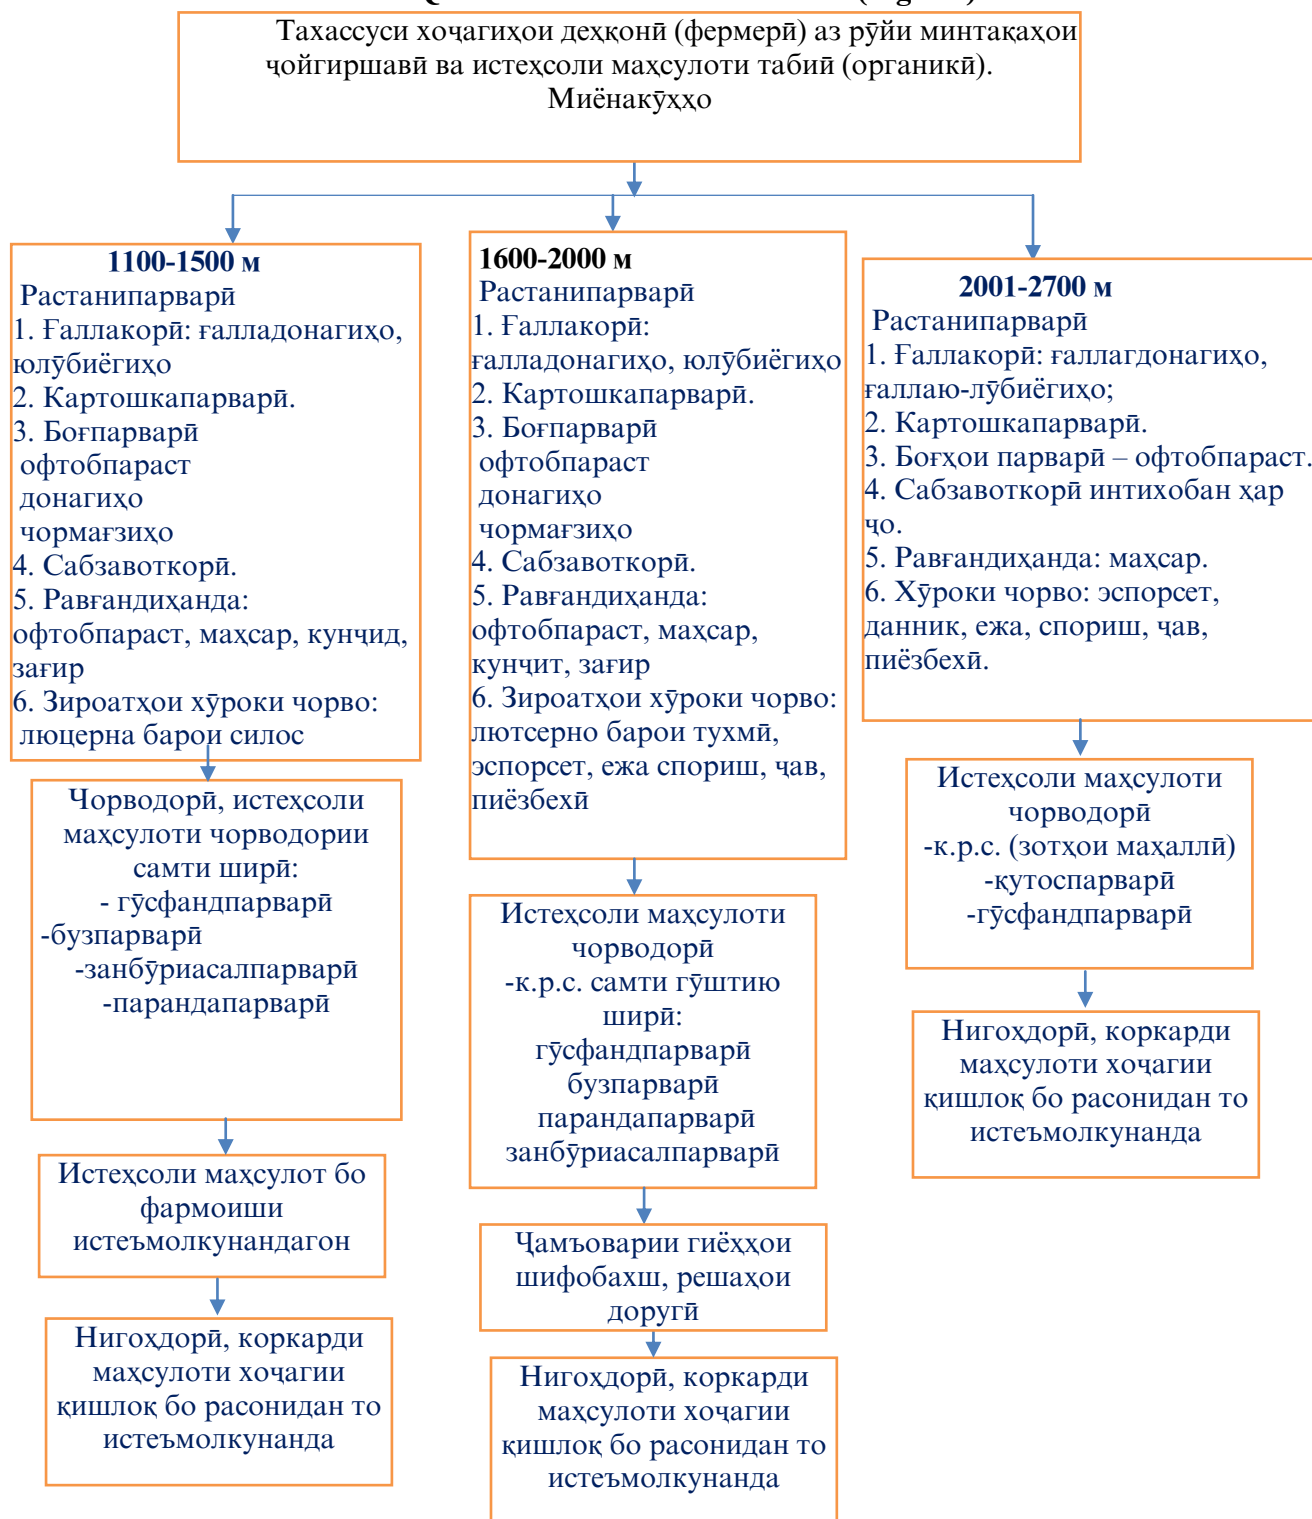 Тахассуси хоҷагиҳои деҳқонӣ (фермерӣ) аз рӯйи минтақаҳои
ҷойгиршавӣ ва истеҳсоли маҳсулоти табиӣ (органикӣ).
Миёнакӯҳҳо
1100-1500 м
Растанипарварӣ
1. Ғаллакорӣ: ғалладонагиҳо,
юлӯбиёгиҳо
2. Картошкапарварӣ.
3. Боғпарварӣ
офтобпараст
донагиҳо
чормағзиҳо
4. Сабзавоткорӣ.
5. Равғандиҳанда:
офтобпараст, маҳсар, кунҷид,
зағир
6. Зироатҳои хӯроки чорво:
люцерна барои силос
Чорводорӣ, истеҳсоли
маҳсулоти чорводории
самти ширӣ:
- гӯсфандпарварӣ
-бузпарварӣ
-занбӯриасалпарварӣ
-парандапарварӣ
Истеҳсоли маҳсулот бо
фармоиши
истеъмолкунандагон
Нигоҳдорӣ, коркарди
маҳсулоти хоҷагии
қишлоқ бо расонидан то
истеъмолкунанда
1600-2000 м
Растанипарварӣ
1. Ғаллакорӣ:
ғалладонагиҳо, юлӯбиёгиҳо
2. Картошкапарварӣ.
3. Боғпарварӣ
офтобпараст
донагиҳо
чормағзиҳо
4. Сабзавоткорӣ.
5. Равғандиҳанда:
офтобпараст, маҳсар,
кунҷит, зағир
6. Зироатҳои хӯроки чорво:
лютсерно барои тухмӣ,
эспорсет, ежа спориш, ҷав,
пиёзбехӣ
Истеҳсоли маҳсулоти
чорводорӣ
-к.р.с. самти гӯштию
ширӣ:
гӯсфандпарварӣ
бузпарварӣ
парандапарварӣ
занбӯриасалпарварӣ
Ҷамъоварии гиёҳҳои
шифобахш, решаҳои
доругӣ
Нигоҳдорӣ, коркарди
маҳсулоти хоҷагии
қишлоқ бо расонидан то
истеъмолкунанда
2001-2700 м
Растанипарварӣ
1. Ғаллакорӣ: ғаллагдонагиҳо,
ғаллаю-лӯбиёгиҳо;
2. Картошкапарварӣ.
3. Боғҳои парварӣ – офтобпараст.
4. Сабзавоткорӣ интихобан ҳар
ҷо.
5. Равғандиҳанда: маҳсар.
6. Хӯроки чорво: эспорсет,
данник, ежа, спориш, ҷав,
пиёзбехӣ.
Истеҳсоли маҳсулоти
чорводорӣ
-к.р.с. (зотҳои маҳаллӣ)
-қутоспарварӣ
-гӯсфандпарварӣ
Нигоҳдорӣ, коркарди
маҳсулоти хоҷагии
қишлоқ бо расонидан то
истеъмолкунанда